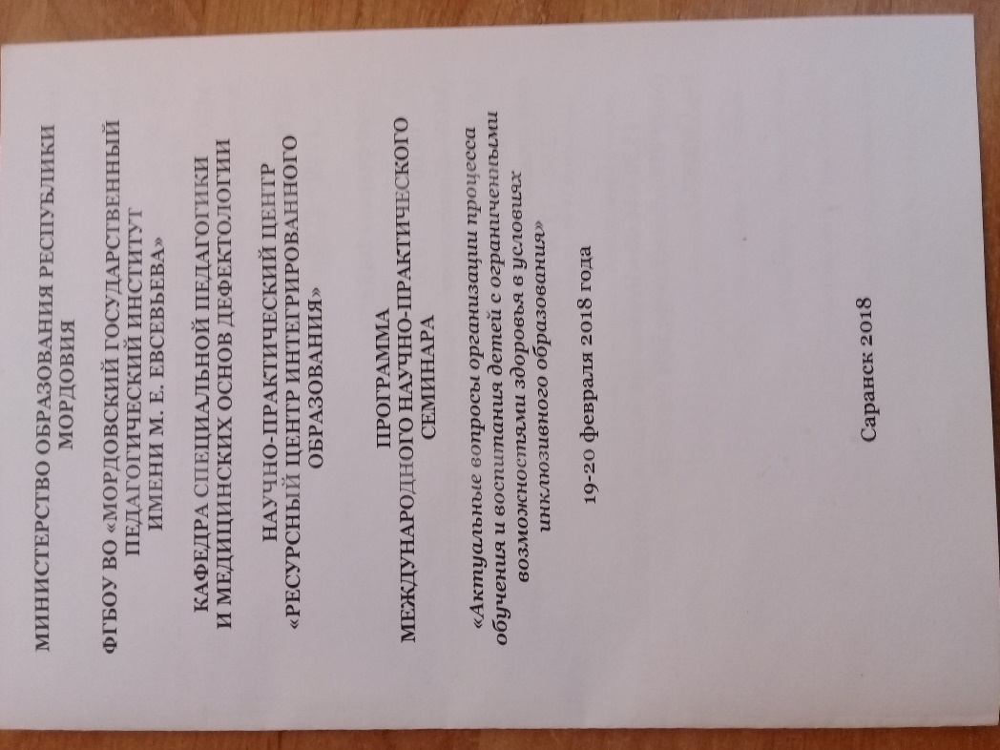 МИНИСТЕРСТВО ОБРАЗОВАНИЯ РЕСПУБЛИКИ
МОРДОВИЯ
ФГБОУ ВО «МОРДОВСКИЙ ГОСУДАРСТВЕННЫЙ
ПЕДАГОГИЧЕСКИЙ ИНСТИТУТ
ИМЕНИ М. Е. ЕВСЕВЬЕВА»
КАФЕДРА СПЕЦИАЛЬНОЙ ПЕДАГОГИКИ
И МЕДИЦИНСКИХ ОСНОВ ДЕФЕКТОЛОГИИ
НАУЧНО-ПРАКТИЧЕСКИЙ ЦЕНТР
«РЕСУРСНЫЙ ЦЕНТР ИНТЕГРИРОВАННОГО
ОБРАЗОВАНИЯ»
ПРОГРАММА
МЕЖДУНАРОДНОГО НАУЧНО-ПРАКТИЧЕСКОГО
СЕМИНАРА
«Актуальные вопросы организации процесса
обучения и воспитания детей с ограниченными
возможностями здоровья в условиях
инклюзивного образования»
19-20 февраля 2018 года
Саранск 2018